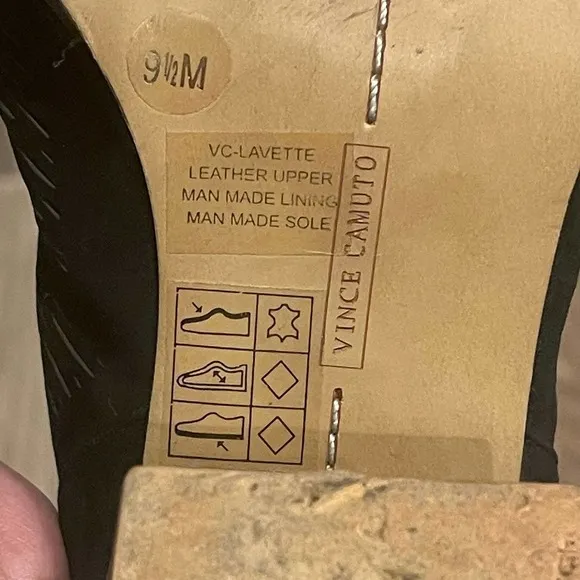 9½M
VC-LAVETTE
LEATHER UPPER
MAN MADE LINING
MAN MADE SOLE
VINCE CAMUTO